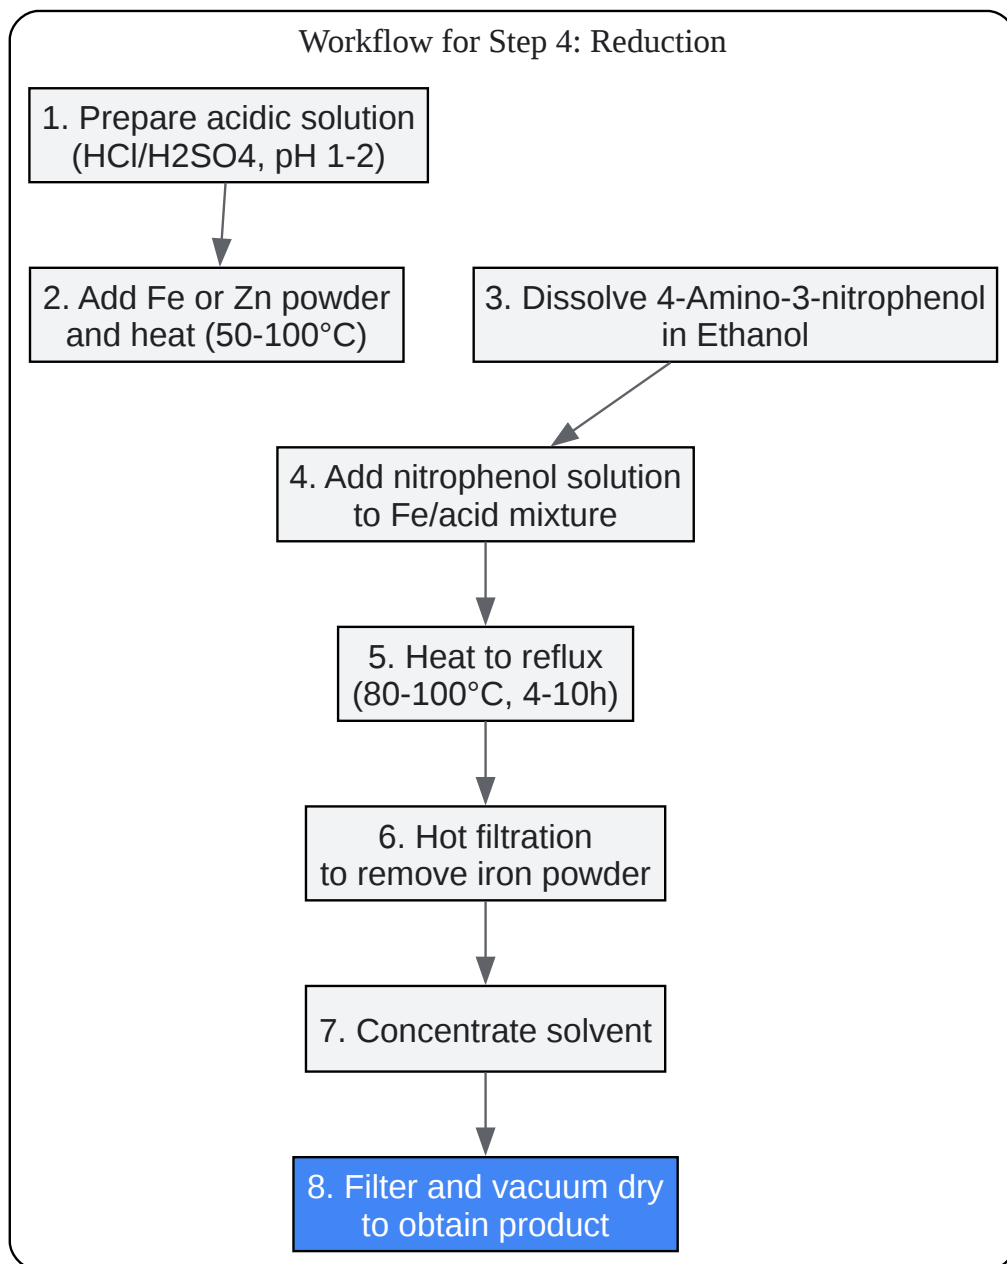 Workflow for Step 4: Reduction
1. Prepare acidic solution
(HCl/H2SO4, pH 1-2)
2. Add Fe or Zn powder
and heat (50-100°C)
3. Dissolve 4-Amino-3-nitrophenol
in Ethanol
4. Add nitrophenol solution
to Fe/acid mixture
5. Heat to reflux
(80-100°C, 4-10h)
6. Hot filtration
to remove iron powder
7. Concentrate solvent
8. Filter and vacuum dry
to obtain product